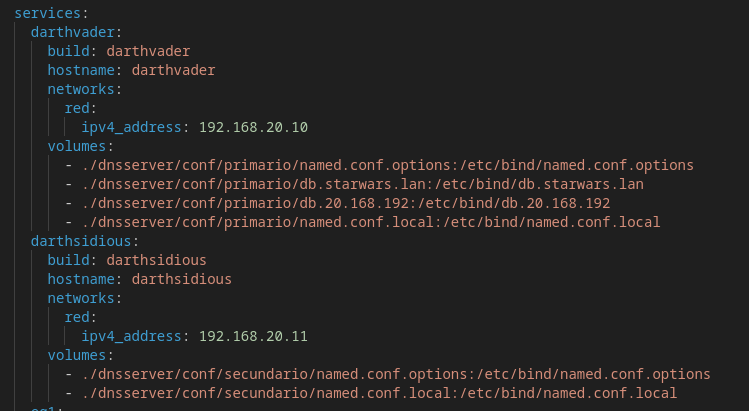 services:
darthvader:
build: darthvader
hostname: darthvader
networks:
red:
ipv4_address: 192.168.20.10
volumes:
- ./dnsserver/conf/primario/named.conf.options:/etc/bind/named.conf.options
- ./dnsserver/conf/primario/db.starwars.lan:/etc/bind/db.starwars.lan
- ./dnsserver/conf/primario/db.20.168.192:/etc/bind/db.20.168.192
- ./dnsserver/conf/primario/named.conf.local:/etc/bind/named.conf.local
darthsidious:
build: darthsidious
hostname: darthsidious
networks:
red:
ipv4_address: 192.168.20.11
volumes:
- ./dnsserver/conf/secundario/named.conf.options:/etc/bind/named.conf.options
- ./dnsserver/conf/secundario/named.conf.local:/etc/bind/named.conf.local